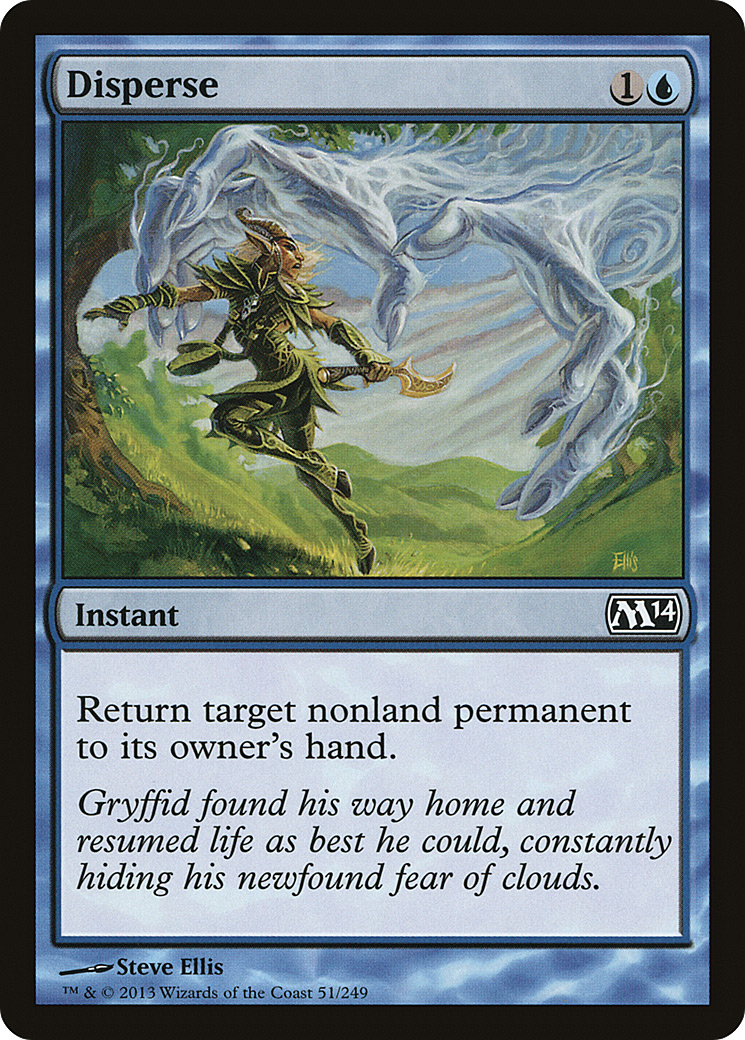 Disperse 1
Ellis
Instant M14
Return target nonland permanent
to its owner's hand.
Gryffid found his way home and
resumed life as best he could, constantly
hiding his newfound fear of clouds.
Steve Ellis
™ & © 2013 Wizards of the Coast 51/249